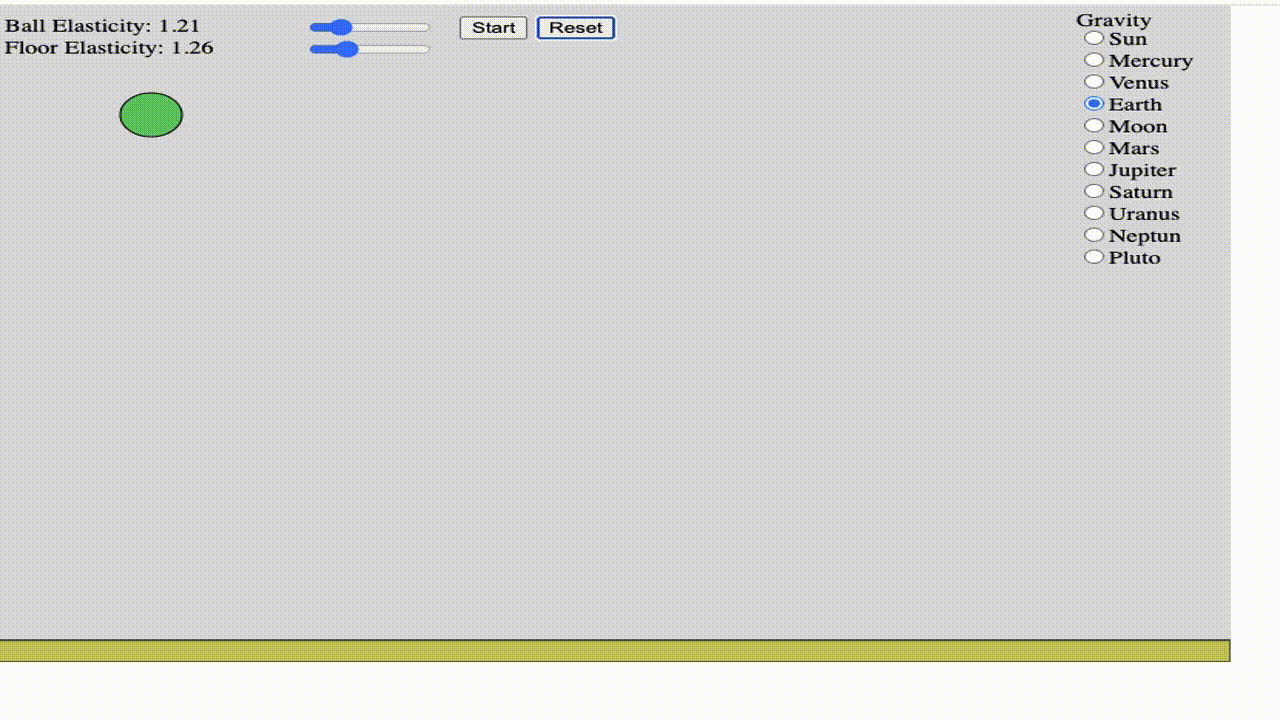 Ball Elasticity: 1.21
Floor Elasticity: 1.26
Start
Reset
Gravity
Sun
Mercury
Venus
Earth
Moon
Mars
Jupiter
Saturn
Uranus
Neptun
Pluto